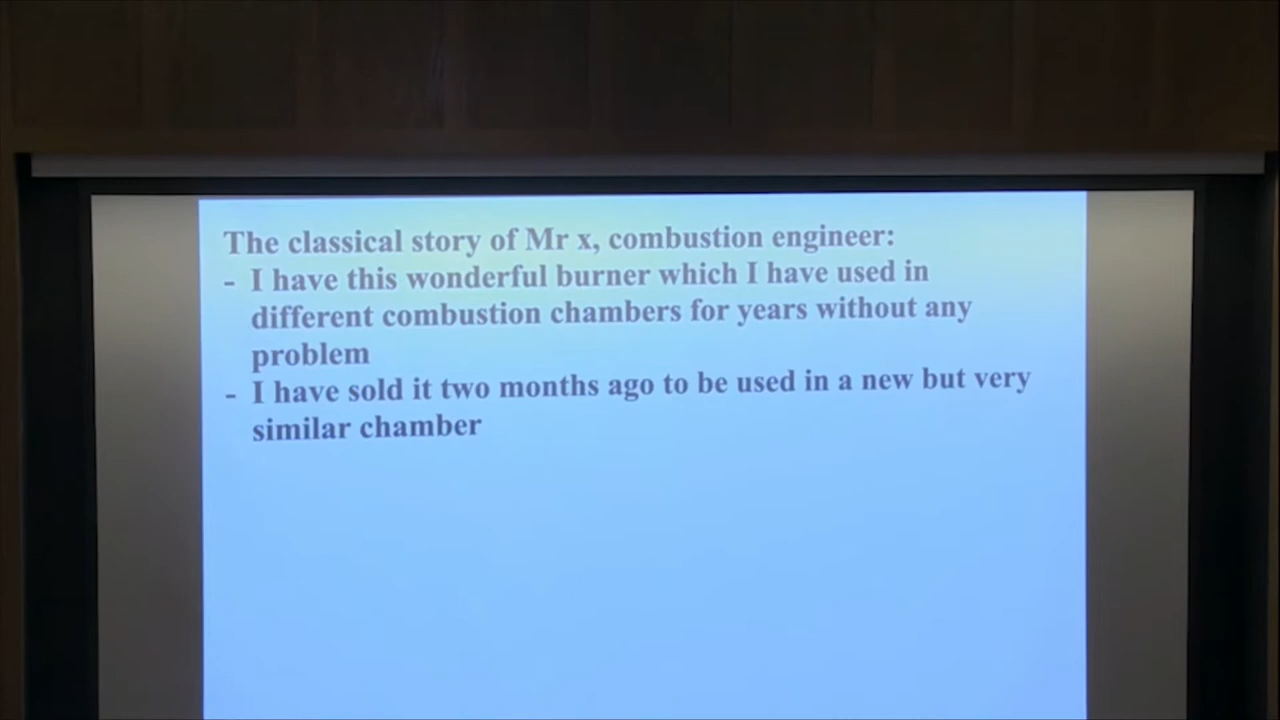 The classical story of Mr x, combustion engineer:
- I have this wonderful burner which I have used in
different combustion chambers for years without any
problem
- I have sold it two months ago to be used in a new but very
similar chamber